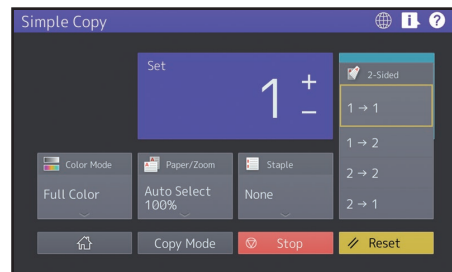 Simple Copy
Set
1
+
−
2-Sided
1 → 1
1 → 2
2 → 2
2 → 1
Color Mode
Full Color
Paper/Zoom
Auto Select
100%
Staple
None
Copy Mode
Stop
Reset